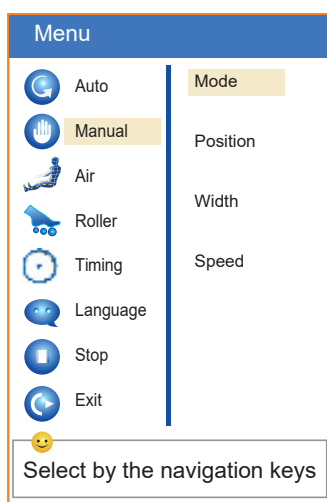 Menu
Auto
Manual
Air
Roller
Timing
Language
Stop
Exit
Mode
Position
Width
Speed
Select by the navigation keys